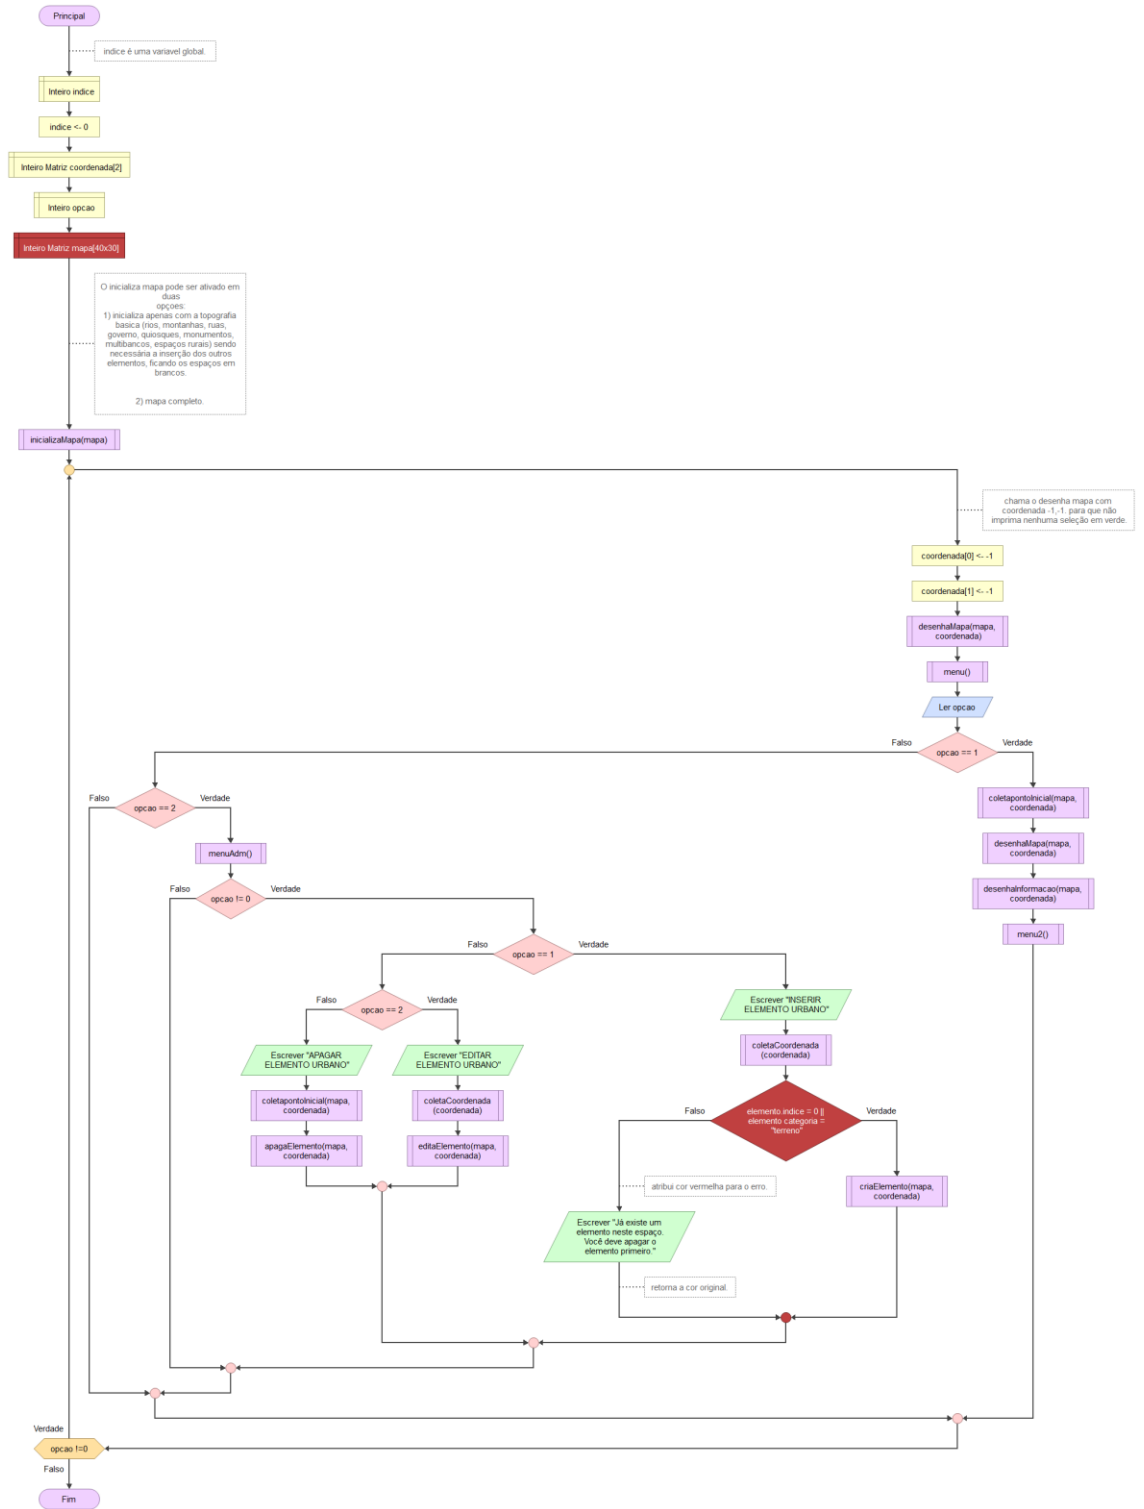 Principal
indice é uma variavel global.
Inteiro indice
indice <- 0
Inteiro Matriz coordenada[2]
Inteiro opcao
Inteiro Matriz mapa[40x30]
O inicializa mapa pode ser ativado em
duas
opçoes:
1) inicializa apenas com a topografia
basica (rios, montanhas, ruas,
governo, quiosques, monumentos,
multibancos, espaços rurais) sendo
necessária a inserção dos outros
elementos, ficando os espaços em
brancos.
2) mapa completo.
inicializaMapa(mapa)
chama o desenha mapa com
coordenada -1,-1. para que não
imprima nenhuma seleção em verde.
coordenada[0] <- -1
coordenada[1] <- -1
desenhaMapa(mapa,
coordenada)
menu()
Ler opcao
Falso
opcao == 1
Verdade
coletapontoInicial(mapa,
coordenada)
desenhaMapa(mapa,
coordenada)
desenhaInformacao(mapa,
coordenada)
menu2()
Falso
opcao == 2
Verdade
menuAdm()
Falso
opcao != 0
Verdade
Falso
opcao == 1
Verdade
Falso
opcao == 2
Verdade
Escrever "APAGAR
ELEMENTO URBANO"
coletapontoInicial(mapa,
coordenada)
apagaElemento(mapa,
coordenada)
Escrever "EDITAR
ELEMENTO URBANO"
coletaCoordenada
(coordenada)
editaElemento(mapa,
coordenada)
Escrever "INSERIR
ELEMENTO URBANO"
coletaCoordenada
(coordenada)
Falso
elemento.indice = 0 ||
elemento categoria =
"terreno"
Verdade
atribui cor vermelha para o erro.
Escrever "Já existe um
elemento neste espaço.
Você deve apagar o
elemento primeiro."
retorna a cor original.
criaElemento(mapa,
coordenada)
Verdade
opcao !=0
Falso
Fim